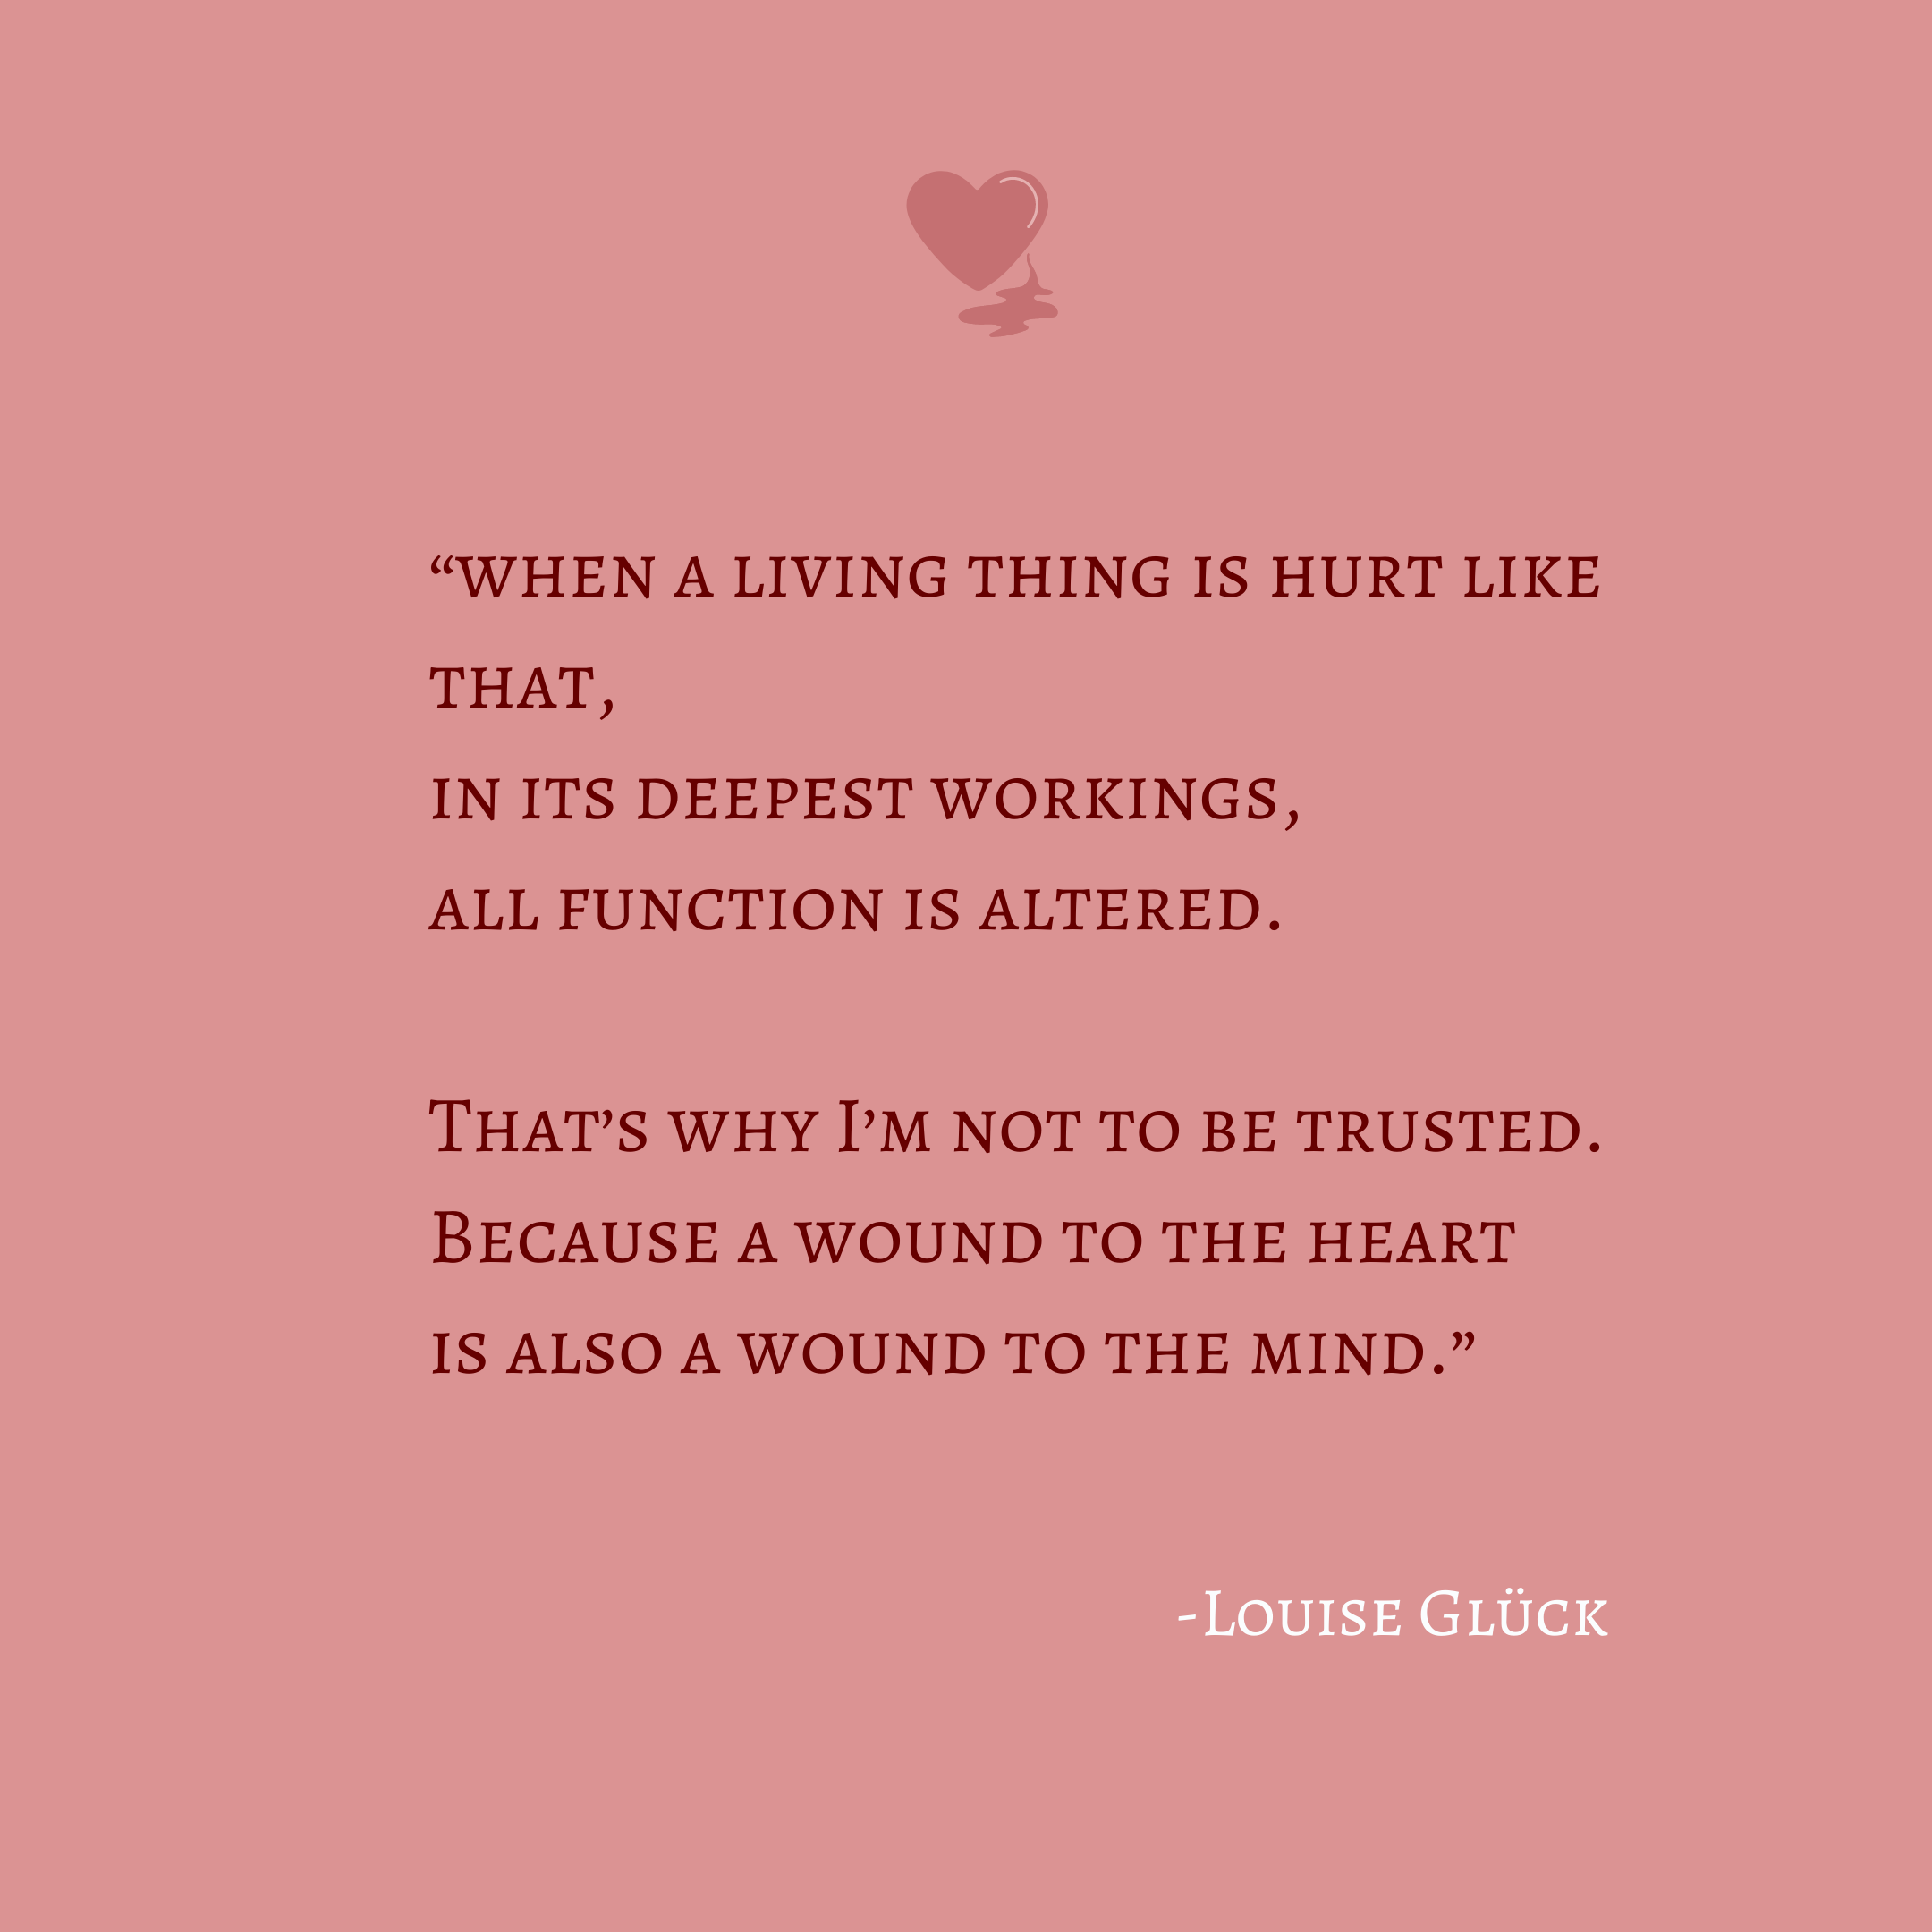 “When a living thing is hurt like
that,
in its deepest workings,
all function is altered.
That’s why I’m not to be trusted.
Because a wound to the heart
is also a wound to the mind.”
-Louise Glück